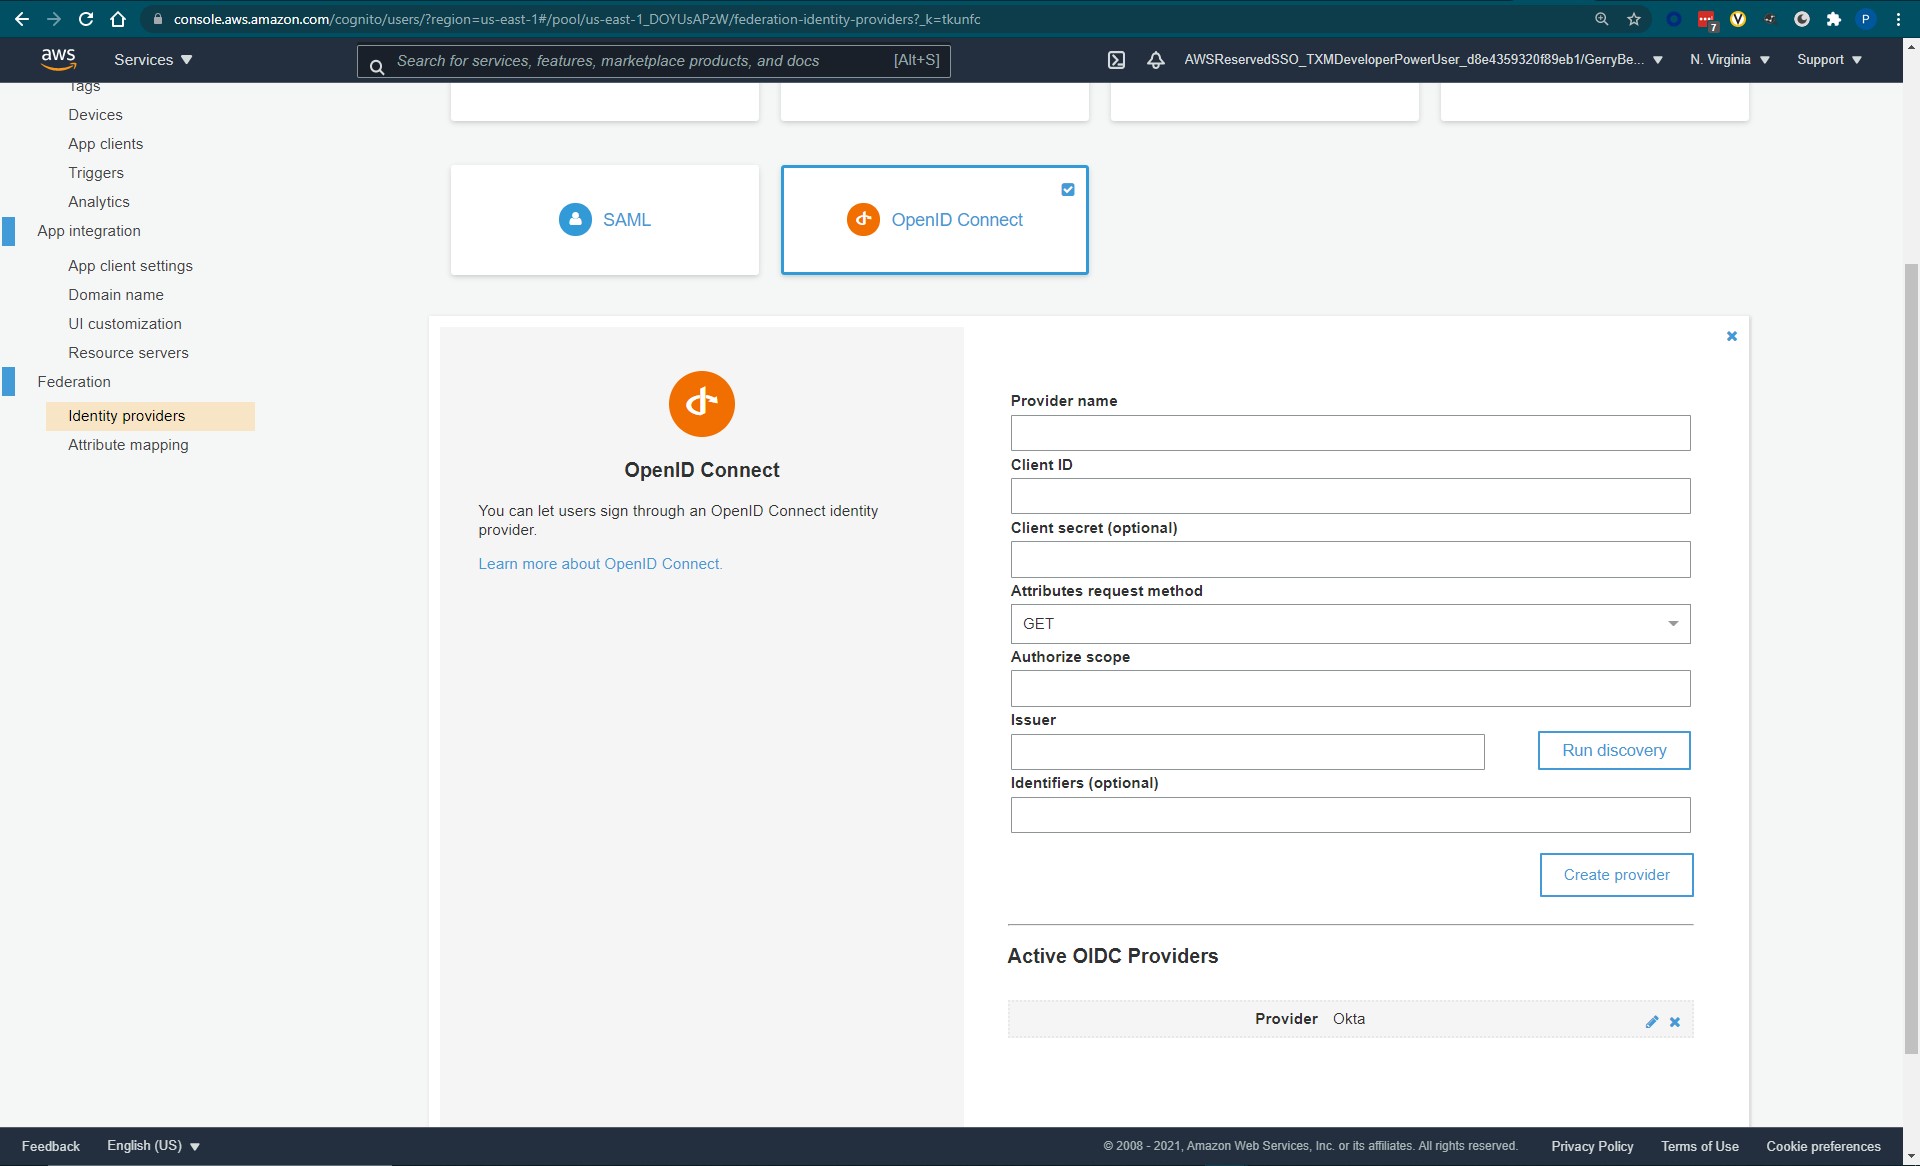 console.aws.amazon.com/cognito/users/?region=us-east-1#/pool/us-east-1_DOYUsAPzW/federation-identity-providers?_k=tkunfc
7
V
P
aws
Services
Search for services, features, marketplace products, and docs [Alt+S]
AWSReservedSSO_TXMDeveloperPowerUser_d8e4359320f89eb1/GerryBe...
N. Virginia
Support
Tags
Devices
App clients
Triggers
Analytics
App integration
App client settings
Domain name
UI customization
Resource servers
Federation
Identity providers
Attribute mapping
SAML
OpenID Connect
OpenID Connect
You can let users sign through an OpenID Connect identity
provider.
Learn more about OpenID Connect.
Provider name
Client ID
Client secret (optional)
Attributes request method
GET
Authorize scope
Issuer
Run discovery
Identifiers (optional)
Create provider
Active OIDC Providers
Provider Okta
Feedback
English (US)
© 2008 - 2021, Amazon Web Services, Inc. or its affiliates. All rights reserved.
Privacy Policy
Terms of Use
Cookie preferences